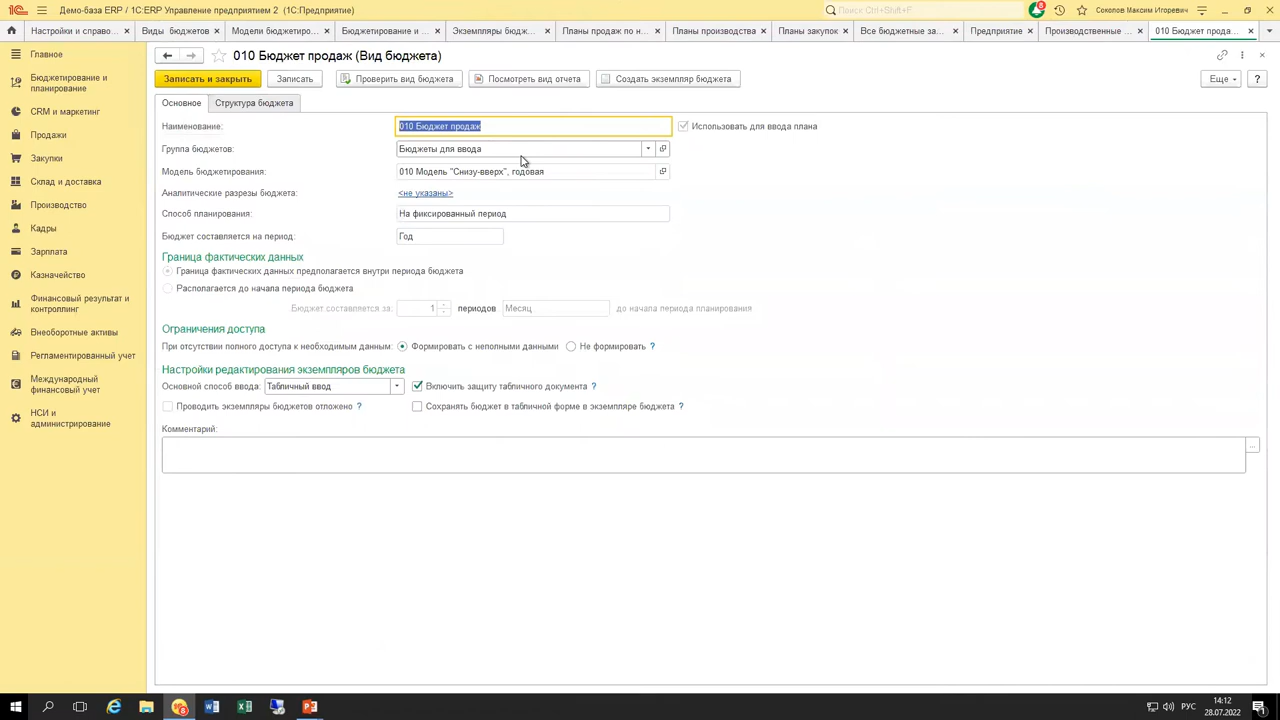 Демо-база ERP / 1С:ERP Управление предприятием 2 (1С:Предприятие)
Поиск Ctrl+Shift+F
8
Соколов Максим Игоревич
Настройки и справо...
Виды бюджетов
Модели бюджетиро...
Бюджетирование и ...
Экземпляры бюдж...
Планы продаж по н...
Планы производства
Планы закупок
Все бюджетные за...
Предприятие
Производственные ...
010 Бюджет прода...
Главное
Бюджетирование и
планирование
CRM и маркетинг
Продажи
Закупки
Склад и доставка
Производство
Кадры
Зарплата
Казначейство
Финансовый результат и
контроллинг
Внеоборотные активы
Регламентированный учет
Международный
финансовый учет
НСИ и
администрирование
010 Бюджет продаж (Вид бюджета)
Записать и закрыть
Записать
Проверить вид бюджета
Посмотреть вид отчета
Создать экземпляр бюджета
Еще
?
Основное
Структура бюджета
Наименование: 010 Бюджет продаж Использовать для ввода плана
Группа бюджетов: Бюджеты для ввода
Модель бюджетирования: 010 Модель "Снизу-вверх", годовая
Аналитические разрезы бюджета: <не указаны>
Способ планирования: На фиксированный период
Бюджет составляется на период: Год
Граница фактических данных
Граница фактических данных предполагается внутри периода бюджета
Располагается до начала периода бюджета
Бюджет составляется за: 1 периодов Месяц до начала периода планирования
Ограничения доступа
При отсутствии полного доступа к необходимым данным: Формировать с неполными данными Не формировать ?
Настройки редактирования экземпляров бюджета
Основной способ ввода: Табличный ввод Включить защиту табличного документа ?
Проводить экземпляры бюджетов отложено ? Сохранять бюджет в табличной форме в экземпляре бюджета ?
Комментарий:
...
РУС
14:12
28.07.2022
1